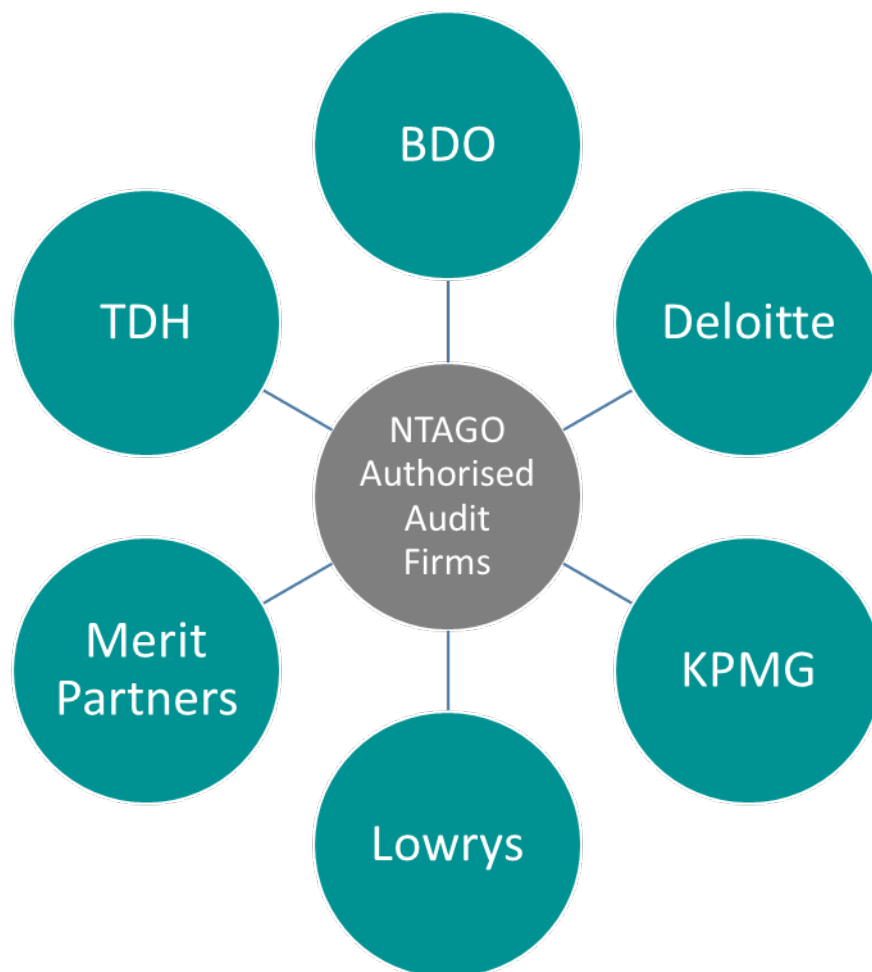 BDO
TDH
Deloitte
NTAGO
Authorised
Audit
Firms
Merit
Partners
KPMG
Lowrys